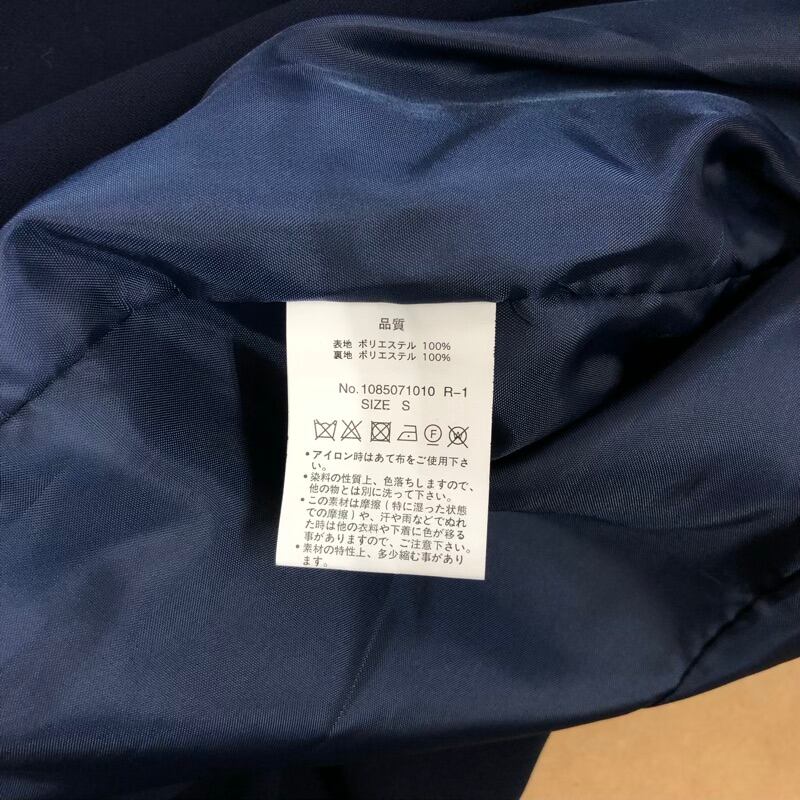 品質
表地 ポリエステル 100%
裏地 ポリエステル 100%
No.1085071010 R-1
SIZE S
F W
•アイロン時はあて布をご使用下さ
い。
•染料の性質上、色落ちしますので、
他の物とは別に洗って下さい。
•この素材は摩擦(特に湿った状態
での摩擦)や、汗や雨などでぬれ
た時は他の衣料や下着に色が移る
事がありますので、ご注意下さい。
•素材の特性上、多少縮む事があり
ます。